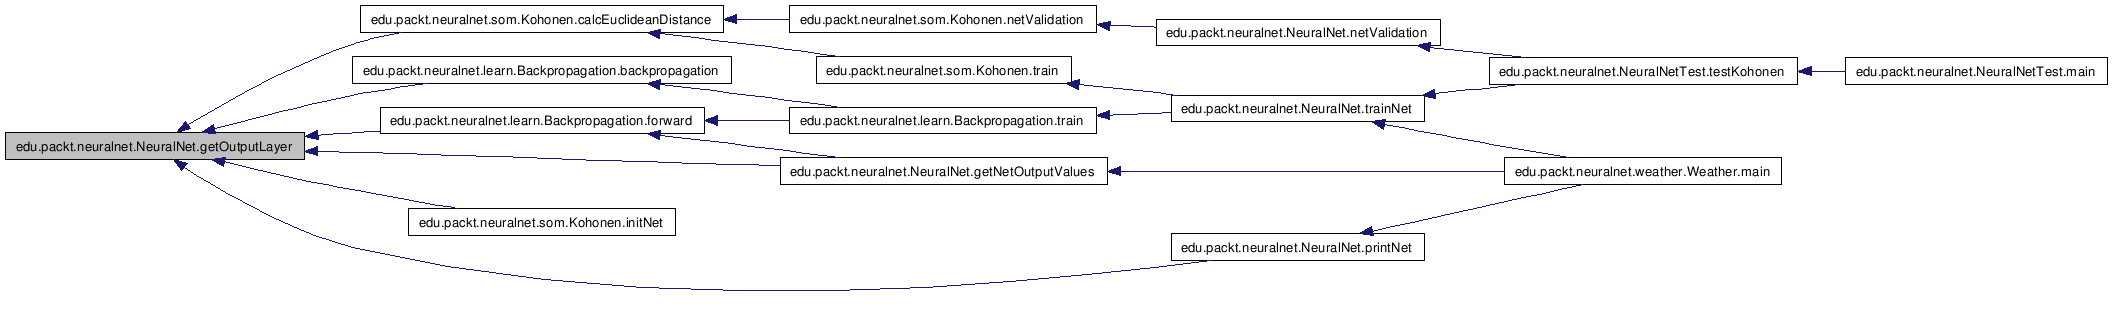 edu.packt.neuralnet.som.Kohonen.calcEuclideanDistance
edu.packt.neuralnet.som.Kohonen.netValidation
edu.packt.neuralnet.NeuralNet.netValidation
edu.packt.neuralnet.learn.Backpropagation.backpropagation
edu.packt.neuralnet.som.Kohonen.train
edu.packt.neuralnet.NeuralNetTest.testKohonen
edu.packt.neuralnet.NeuralNetTest.main
edu.packt.neuralnet.NeuralNet.trainNet
edu.packt.neuralnet.learn.Backpropagation.forward
edu.packt.neuralnet.learn.Backpropagation.train
edu.packt.neuralnet.NeuralNet.getOutputLayer
edu.packt.neuralnet.NeuralNet.getNetOutputValues
edu.packt.neuralnet.weather.Weather.main
edu.packt.neuralnet.som.Kohonen.initNet
edu.packt.neuralnet.NeuralNet.printNet